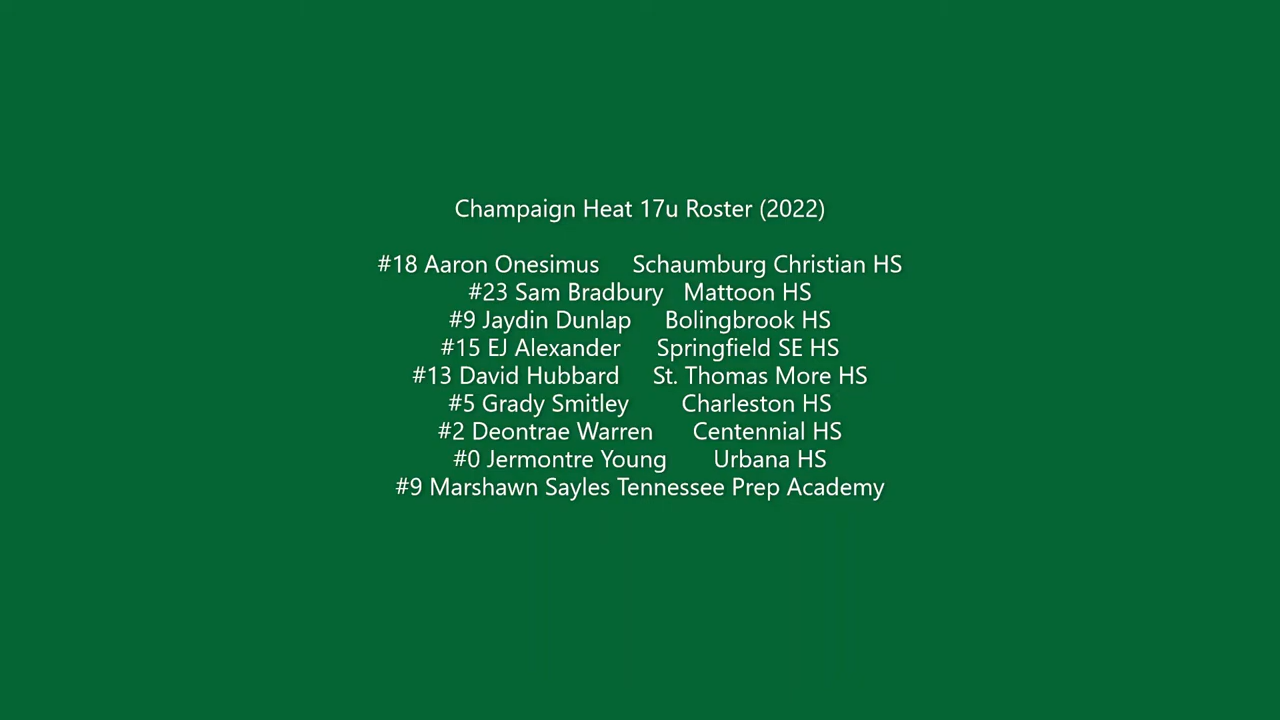 Champaign Heat 17u Roster (2022)
#18 Aaron Onesimus Schaumburg Christian HS
#23 Sam Bradbury Mattoon HS
#9 Jaydin Dunlap Bolingbrook HS
#15 EJ Alexander Springfield SE HS
#13 David Hubbard St. Thomas More HS
#5 Grady Smitley Charleston HS
#2 Deontrae Warren Centennial HS
#0 Jermontre Young Urbana HS
#9 Marshawn Sayles Tennessee Prep Academy